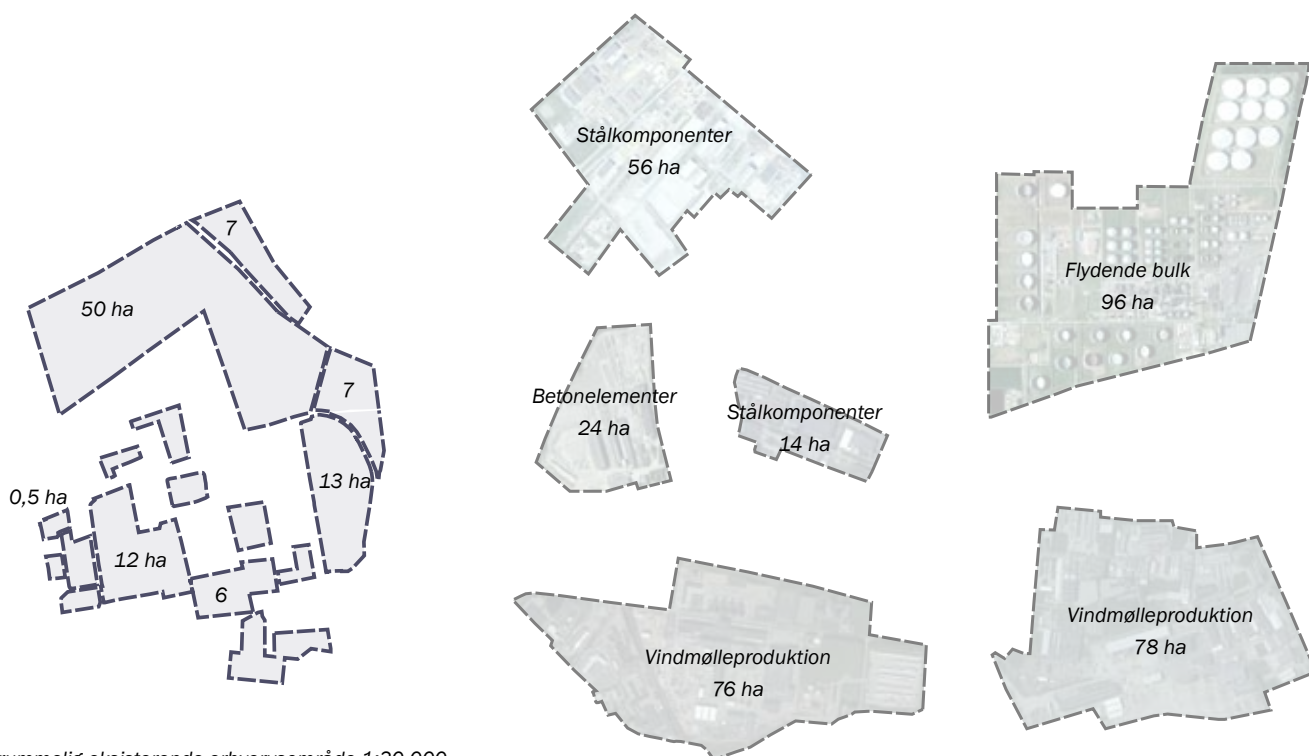 7
50 ha
7
13 ha
0,5 ha
12 ha
6
Stålkomponenter
56 ha
Flydende bulk
96 ha
Betonelementer
24 ha
Stålkomponenter
14 ha
Vindmølleproduktion
76 ha
Vindmølleproduktion
78 ha